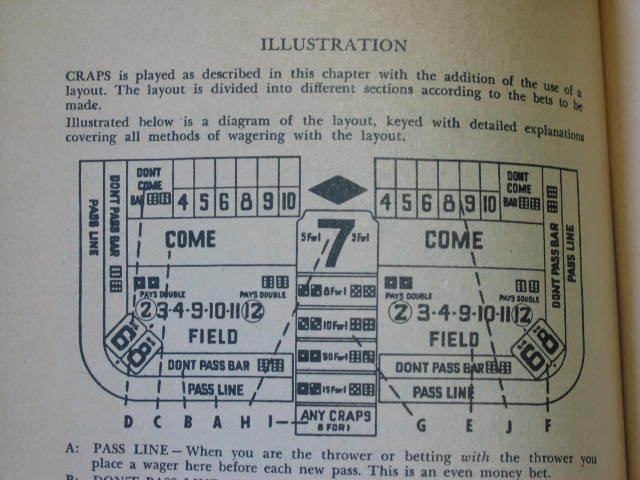 ILLUSTRATION
CRAPS is played as described in this chapter with the addition of the use of a
layout. The layout is divided into different sections according to the bets to be
made.
Illustrated below is a diagram of the layout, keyed with detailed explanations
covering all methods of wagering with the layout.
DONT
COME
BAR
4 5 6 8 9 10
4 5 6 8 9 10
DONT
COME
BAR
PASS LINE
DONT PASS BAR
COME
5 For 1
7
5 For 1
COME
DONT PASS BAR
PASS LINE
PAYS DOUBLE
PAYS DOUBLE
2 3-4-9-10-11 12
FIELD
8 For 1
10 For 1
30 For 1
15 For 1
PAYS DOUBLE
PAYS DOUBLE
2 3-4-9-10-11 12
FIELD
6 8
6 8
DONT PASS BAR
PASS LINE
DONT PASS BAR
PASS LINE
ANY CRAPS
8 FOR 1
D C B A H I G E J F
A: PASS LINE — When you are the thrower or betting with the thrower you
place a wager here before each new pass. This is an even money bet.
B: DON'T PASS LINE